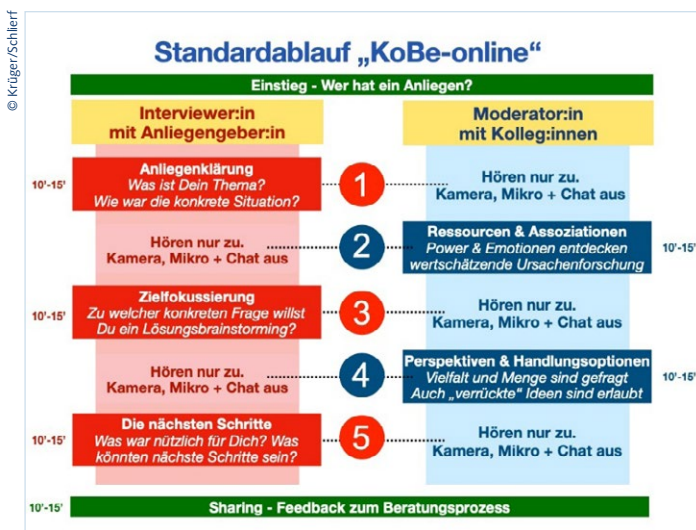 © Krüger/Schlierf
Standardablauf „KoBe-online“
Einstieg - Wer hat ein Anliegen?
Interviewer:in
mit Anliegengeber:in
Moderator:in
mit Kolleg:innen
10'-15'
Anliegenklärung
Was ist Dein Thema?
Wie war die konkrete Situation?
1
Hören nur zu.
Kamera, Mikro + Chat aus
Hören nur zu.
Kamera, Mikro + Chat aus
2
Ressourcen & Assoziationen
Power & Emotionen entdecken
wertschätzende Ursachenforschung
10'-15'
10'-15'
Zielfokussierung
Zu welcher konkreten Frage willst
Du ein Lösungsbrainstorming?
3
Hören nur zu.
Kamera, Mikro + Chat aus
Hören nur zu.
Kamera, Mikro + Chat aus
4
Perspektiven & Handlungsoptionen
Vielfalt und Menge sind gefragt
Auch „verrückte“ Ideen sind erlaubt
10'-15'
10'-15'
Die nächsten Schritte
Was war nützlich für Dich? Was
könnten nächste Schritte sein?
5
Hören nur zu.
Kamera, Mikro + Chat aus
10'-15'
Sharing - Feedback zum Beratungsprozess